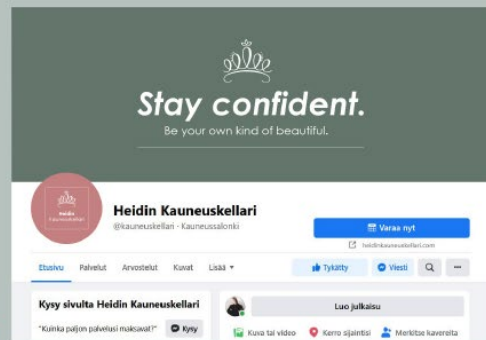 Stay confident.
Be your own kind of beautiful.
Heidin
Kauneuskellari
Heidin Kauneuskellari
@kauneuskellari · Kauneussalonki
Varaa nyt
heidinkauneuskellari.com
Etusivu Palvelut Arvostelut Kuvat Lisää
Tykätty Viesti
Kysy sivulta Heidin Kauneuskellari
"Kuinka paljon palvelusi maksavat?" Kysy
Luo julkaisu
Kuva tai video Kerro sijaintisi Merkitse kavereita